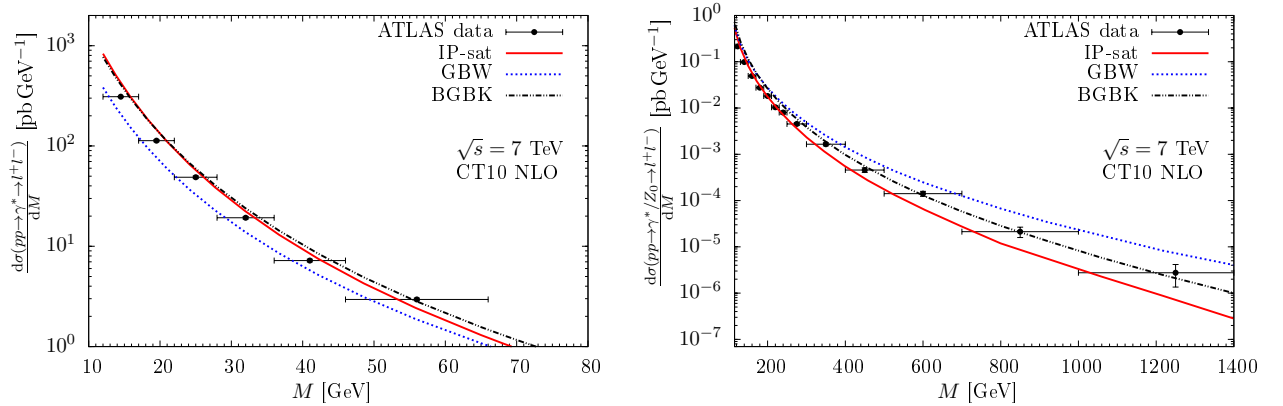 dσ(pp→γ*→l⁺l⁻)/dM [pb GeV⁻¹]
10³
10²
10¹
10⁰
ATLAS data
IP-sat
GBW
BGBK
√s = 7 TeV
CT10 NLO
10 20 30 40 50 60 70 80
M [GeV]
dσ(pp→γ*/Z₀→l⁺l⁻)/dM [pb GeV⁻¹]
10⁰
10⁻¹
10⁻²
10⁻³
10⁻⁴
10⁻⁵
10⁻⁶
10⁻⁷
ATLAS data
IP-sat
GBW
BGBK
√s = 7 TeV
CT10 NLO
200 400 600 800 1000 1200 1400
M [GeV]